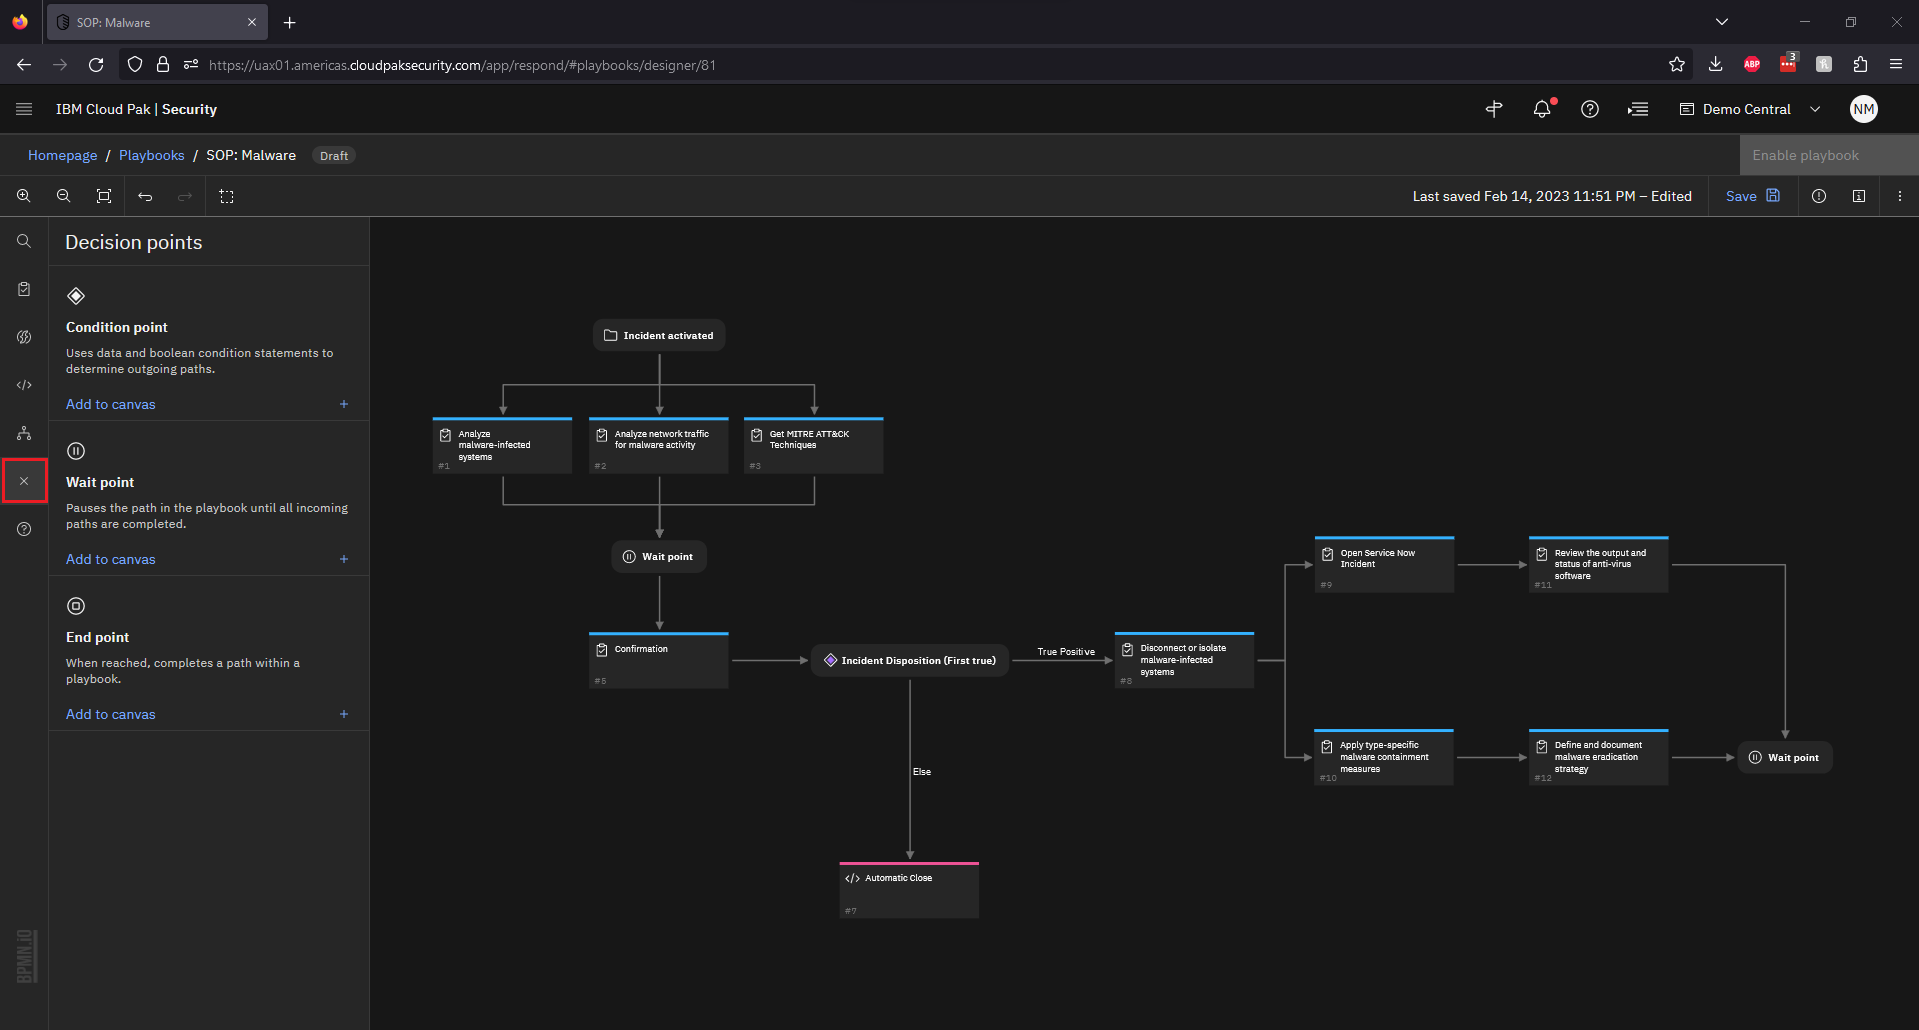 SOP: Malware
https://uax01.americas.cloudpaksecurity.com/app/respond/#playbooks/designer/81
ABP
3
IBM Cloud Pak | Security
Demo Central
NM
Homepage / Playbooks / SOP: Malware
Draft
Enable playbook
Last saved Feb 14, 2023 11:51 PM – Edited
Save
Decision points
Condition point
Uses data and boolean condition statements to
determine outgoing paths.
Add to canvas +
Wait point
Pauses the path in the playbook until all incoming
paths are completed.
Add to canvas +
End point
When reached, completes a path within a
playbook.
Add to canvas +
BPMN.iO
Incident activated
Analyze
malware-infected
systems
#1
Analyze network traffic
for malware activity
#2
Get MITRE ATT&CK
Techniques
#3
Wait point
Confirmation
#5
Incident Disposition (First true)
True Positive
Disconnect or isolate
malware-infected
systems
#8
Open Service Now
Incident
#9
Review the output and
status of anti-virus
software
#11
Apply type-specific
malware containment
measures
#10
Define and document
malware eradication
strategy
#12
Wait point
Else
</> Automatic Close
#7